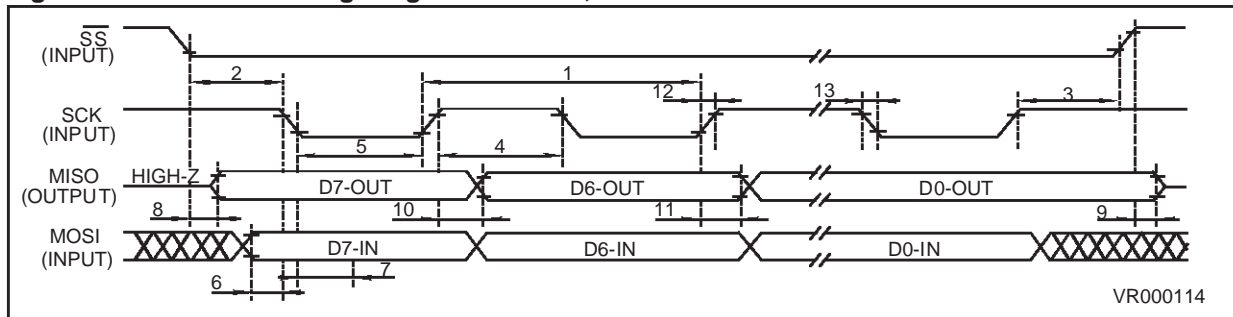 SS
(INPUT)
2
1
12
13
3
SCK
(INPUT)
5
4
MISO
(OUTPUT)
HIGH-Z
D7-OUT
D6-OUT
D0-OUT
8
10
11
9
MOSI
(INPUT)
D7-IN
D6-IN
D0-IN
6
7
VR000114